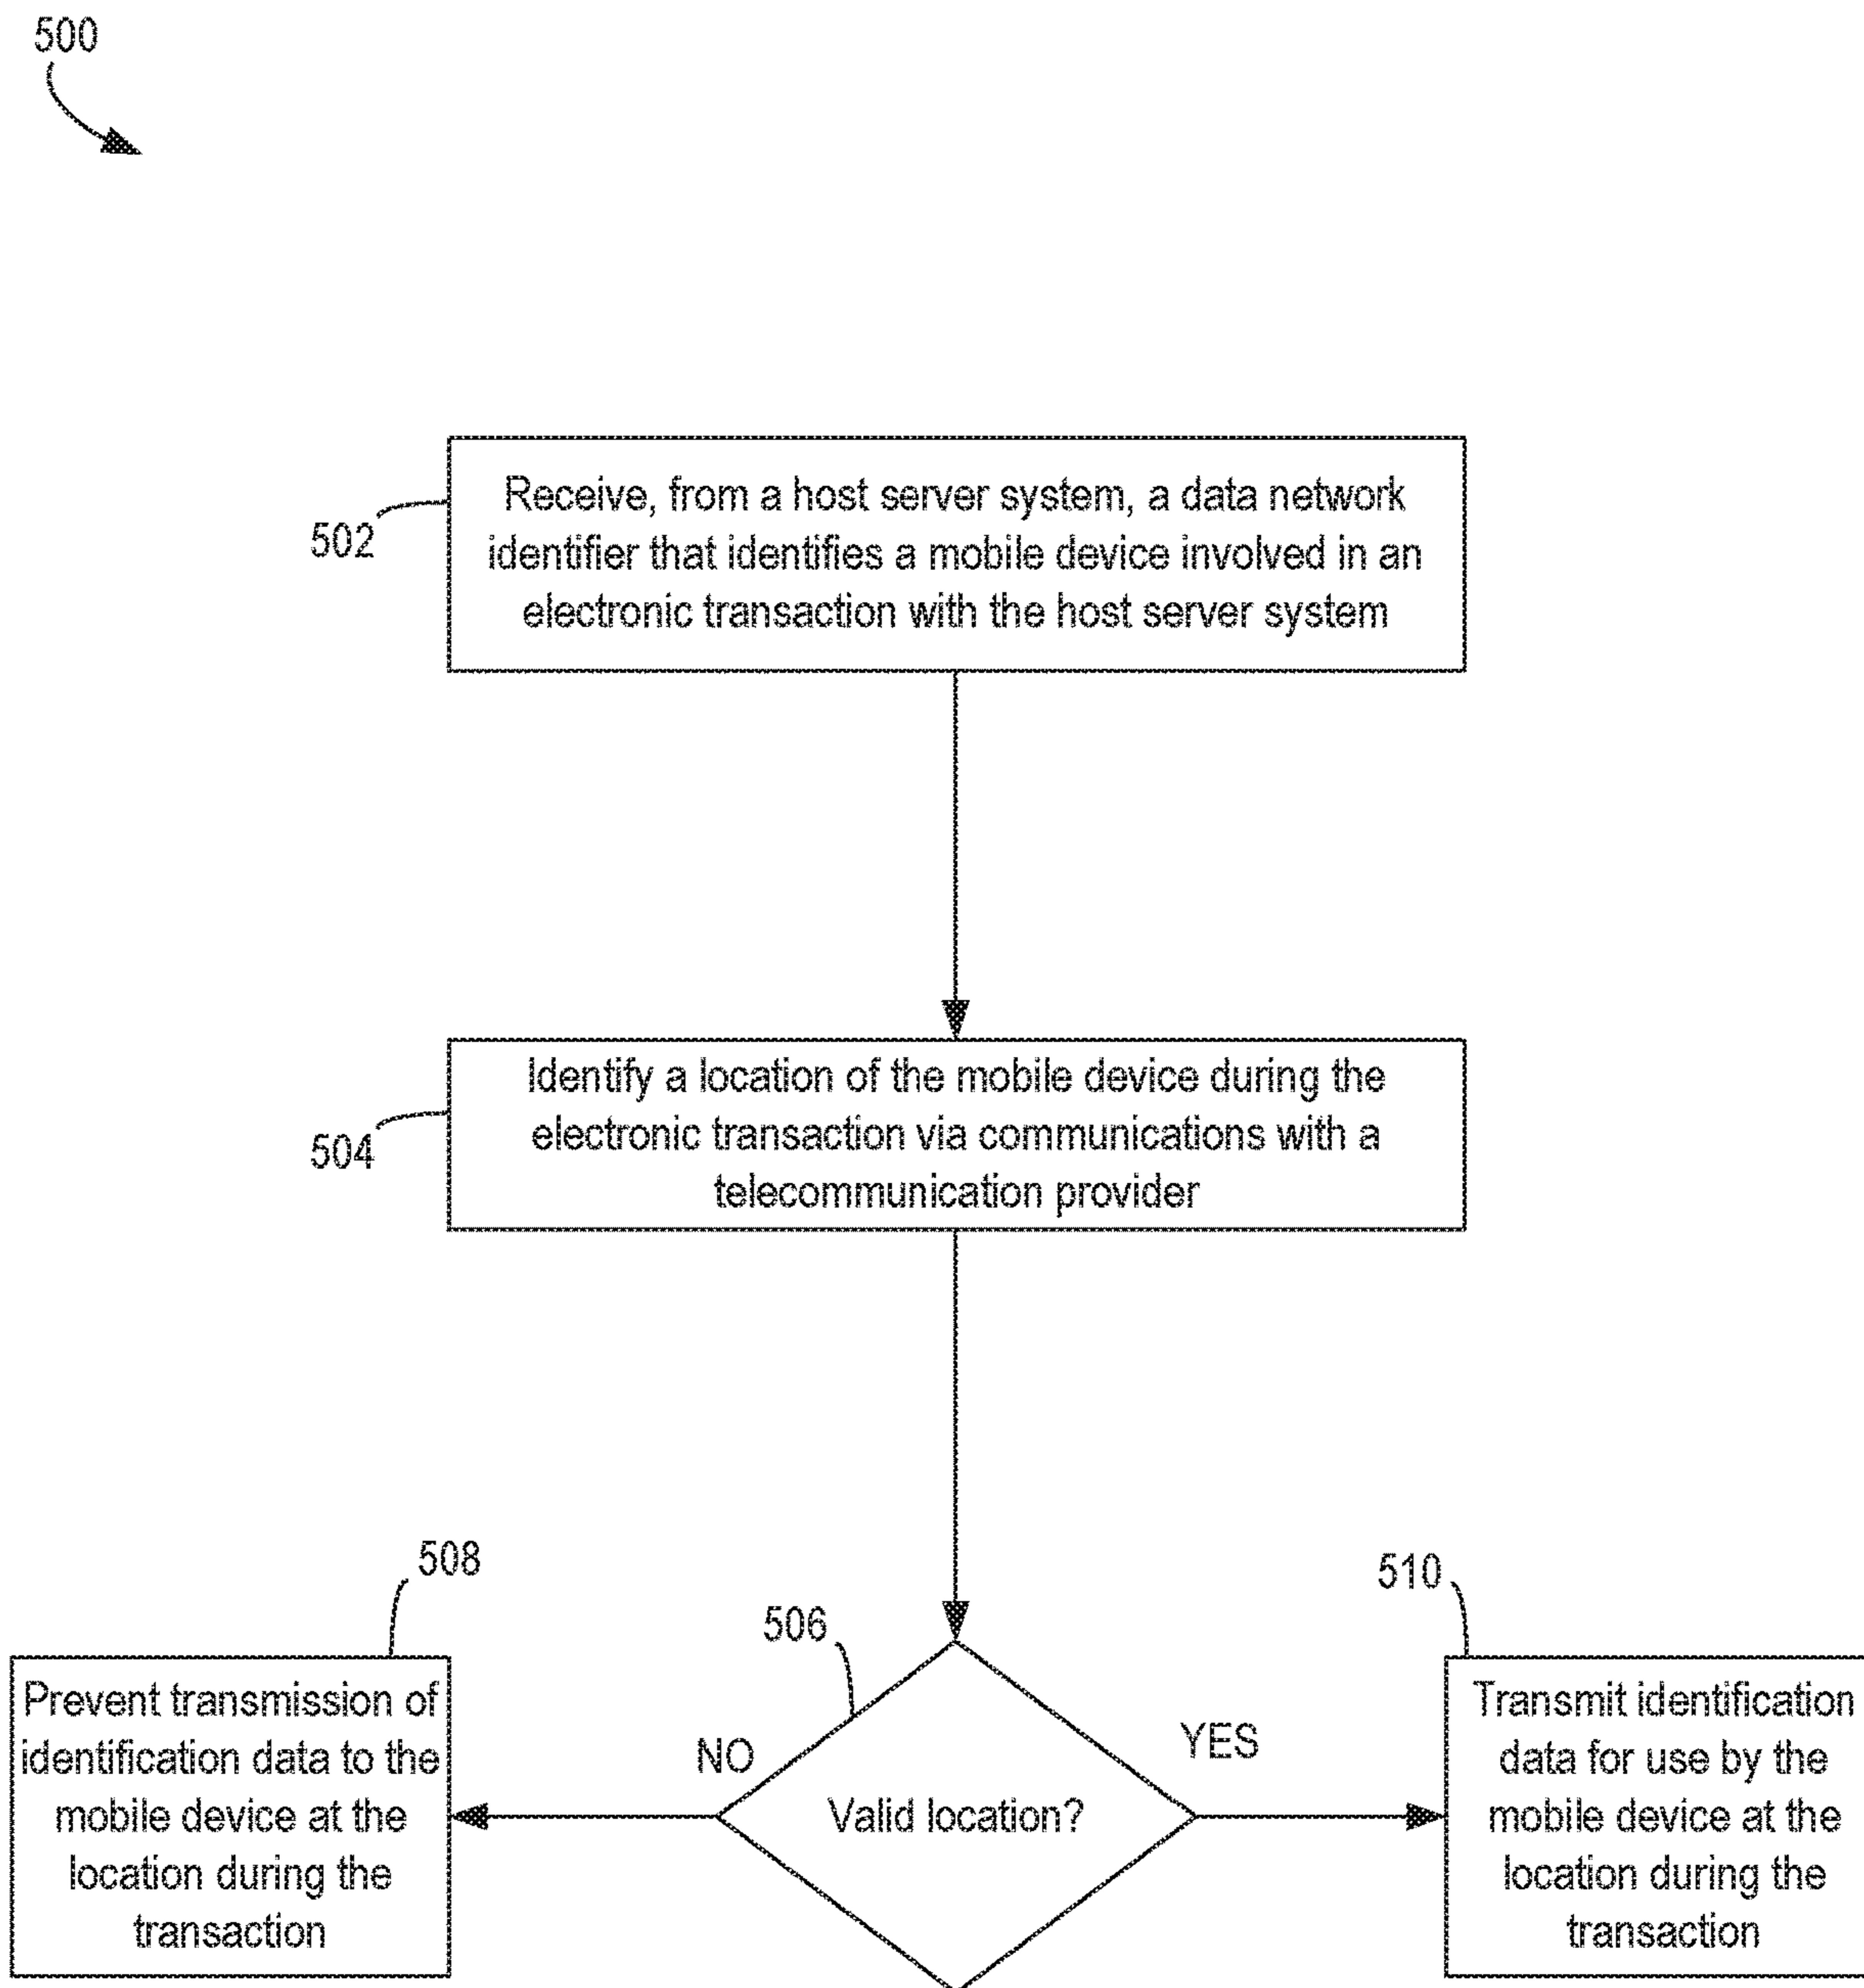 500
502
Receive, from a host server system, a data network
identifier that identifies a mobile device involved in an
electronic transaction with the host server system
504
Identify a location of the mobile device during the
electronic transaction via communications with a
telecommunication provider
508
Prevent transmission of
identification data to the
mobile device at the
location during the
transaction
506
NO
Valid location?
YES
510
Transmit identification
data for use by the
mobile device at the
location during the
transaction